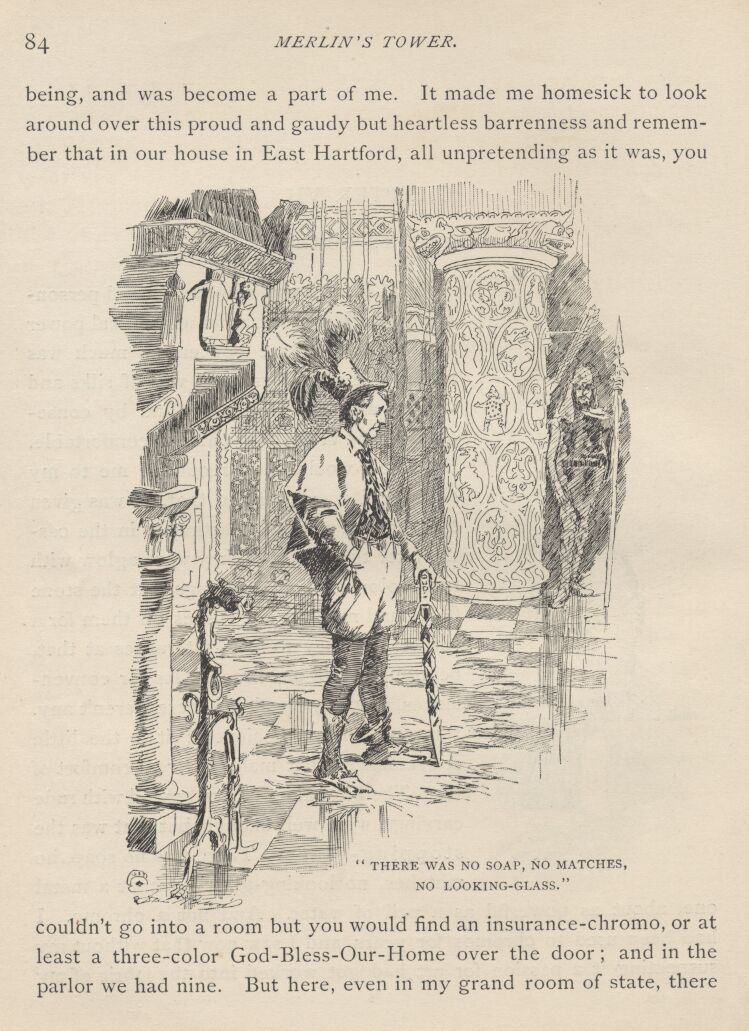 84
MERLIN'S TOWER.
being, and was become a part of me. It made me homesick to look
around over this proud and gaudy but heartless barrenness and remem-
ber that in our house in East Hartford, all unpretending as it was, you
“ THERE WAS NO SOAP, NO MATCHES,
NO LOOKING-GLASS.”
couldn't go into a room but you would find an insurance-chromo, or at
least a three-color God-Bless-Our-Home over the door ; and in the
parlor we had nine. But here, even in my grand room of state, there